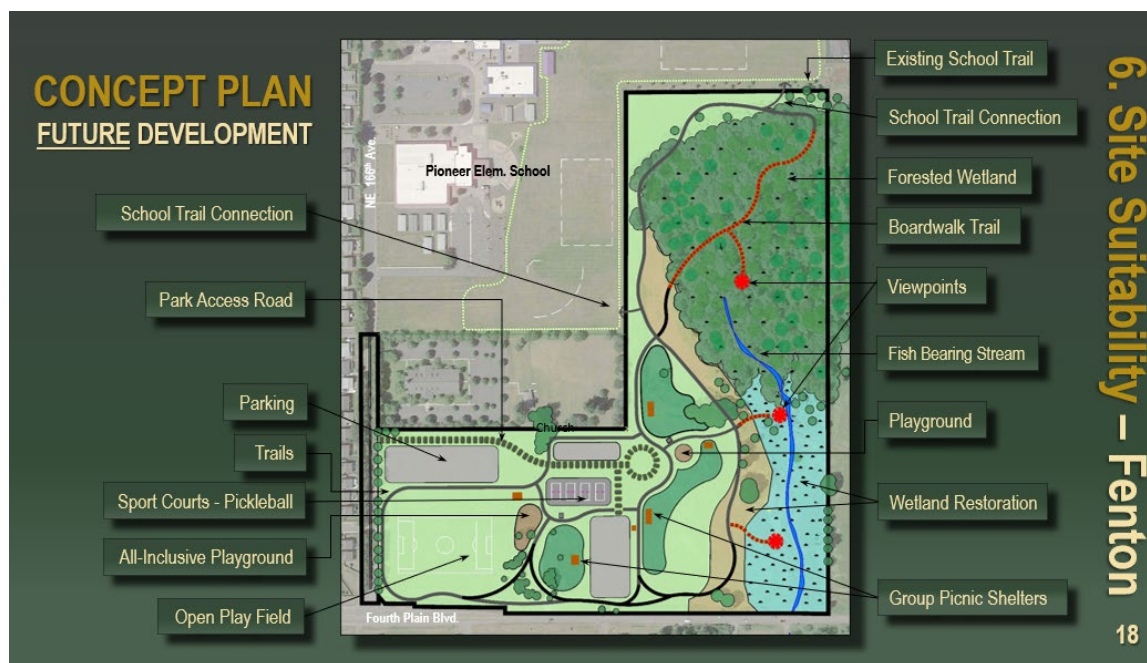 CONCEPT PLAN
FUTURE DEVELOPMENT
School Trail Connection
Park Access Road
Parking
Trails
Sport Courts - Pickleball
All-Inclusive Playground
Open Play Field
NE 166th Ave.
Pioneer Elem. School
Church
Fourth Plain Blvd.
Existing School Trail
School Trail Connection
Forested Wetland
Boardwalk Trail
Viewpoints
Fish Bearing Stream
Playground
Wetland Restoration
Group Picnic Shelters
6. Site Suitability – Fenton
18